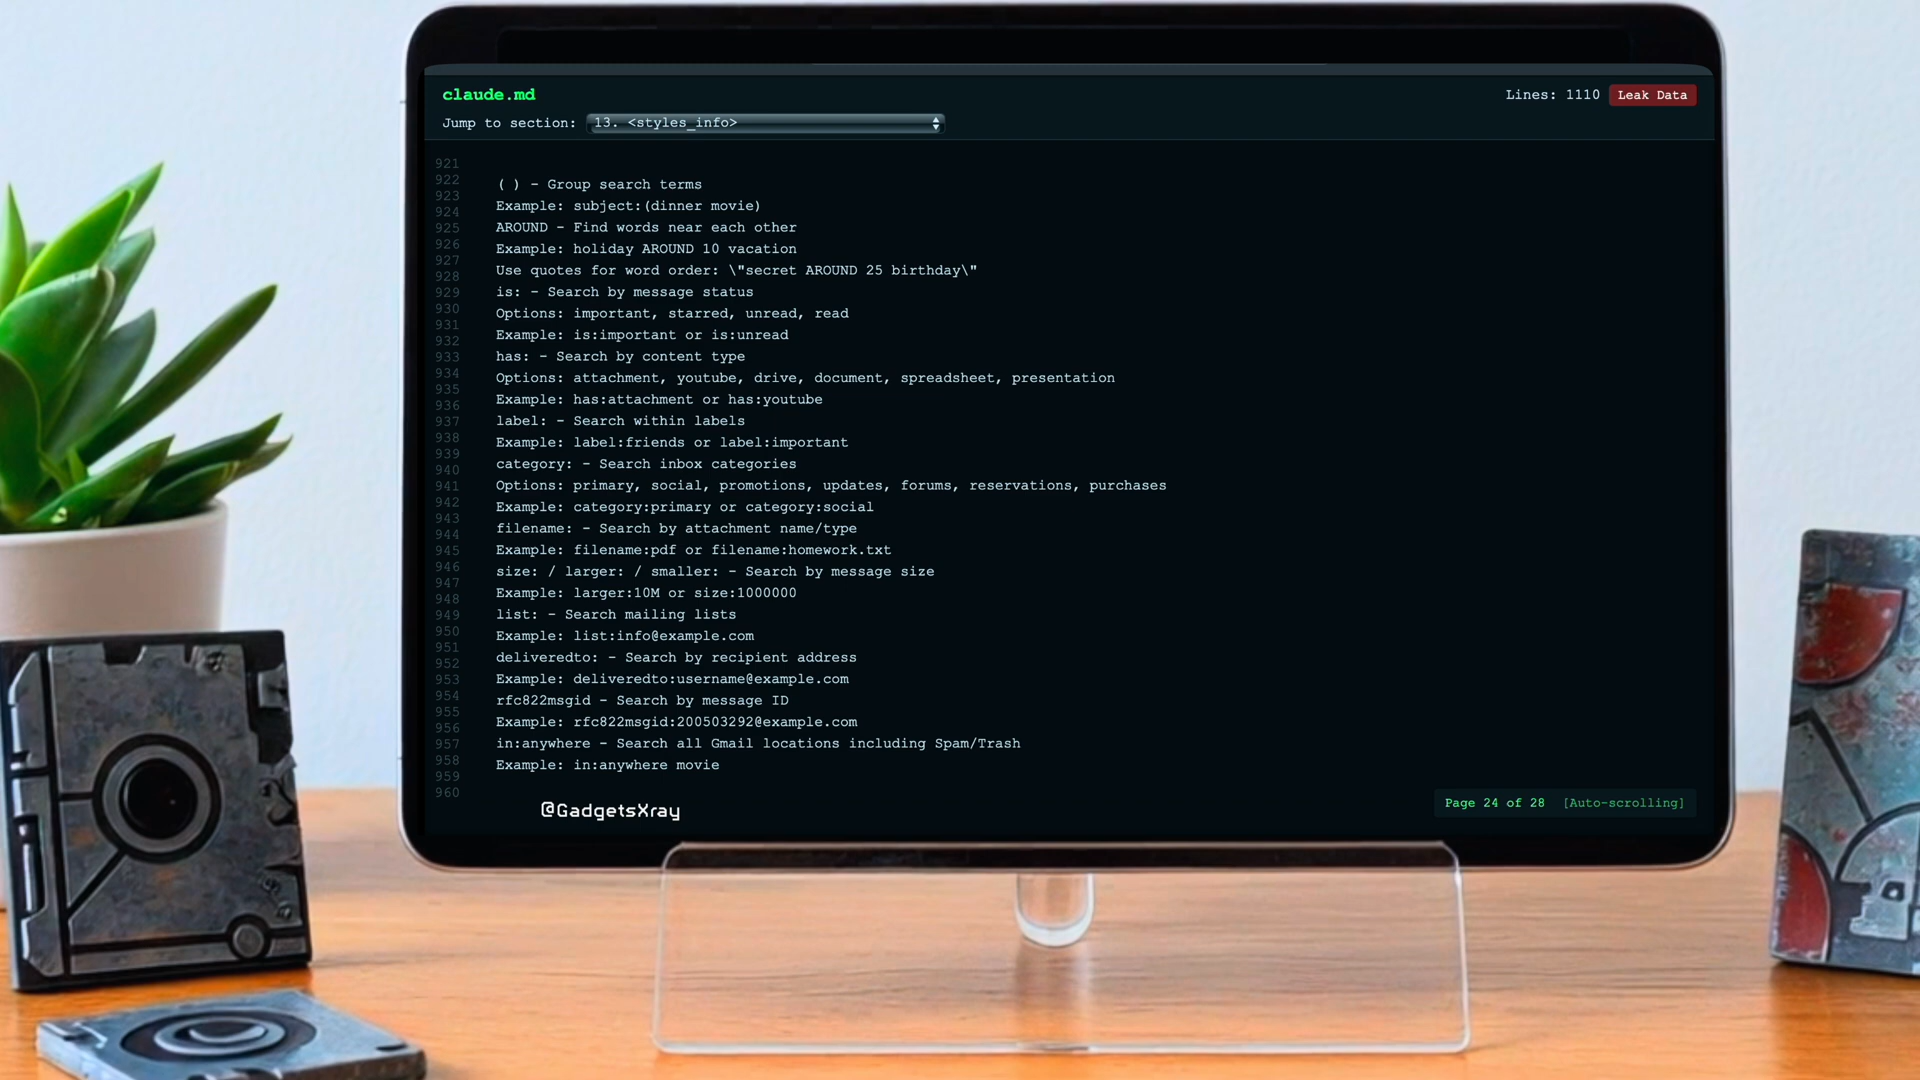 claude.md
Lines: 1110 Leak Data
Jump to section: 13. <styles_info>
921
922
923
924
925
926
927
928
929
930
931
932
933
934
935
936
937
938
939
940
941
942
943
944
945
946
947
948
949
950
951
952
953
954
955
956
957
958
959
960
( ) - Group search terms
Example: subject:(dinner movie)
AROUND - Find words near each other
Example: holiday AROUND 10 vacation
Use quotes for word order: \"secret AROUND 25 birthday\"
is: - Search by message status
Options: important, starred, unread, read
Example: is:important or is:unread
has: - Search by content type
Options: attachment, youtube, drive, document, spreadsheet, presentation
Example: has:attachment or has:youtube
label: - Search within labels
Example: label:friends or label:important
category: - Search inbox categories
Options: primary, social, promotions, updates, forums, reservations, purchases
Example: category:primary or category:social
filename: - Search by attachment name/type
Example: filename:pdf or filename:homework.txt
size: / larger: / smaller: - Search by message size
Example: larger:10M or size:1000000
list: - Search mailing lists
Example: list:info@example.com
deliveredto: - Search by recipient address
Example: deliveredto:username@example.com
rfc822msgid - Search by message ID
Example: rfc822msgid:200503292@example.com
in:anywhere - Search all Gmail locations including Spam/Trash
Example: in:anywhere movie
Page 24 of 28 [Auto-scrolling]
@GadgetsXray